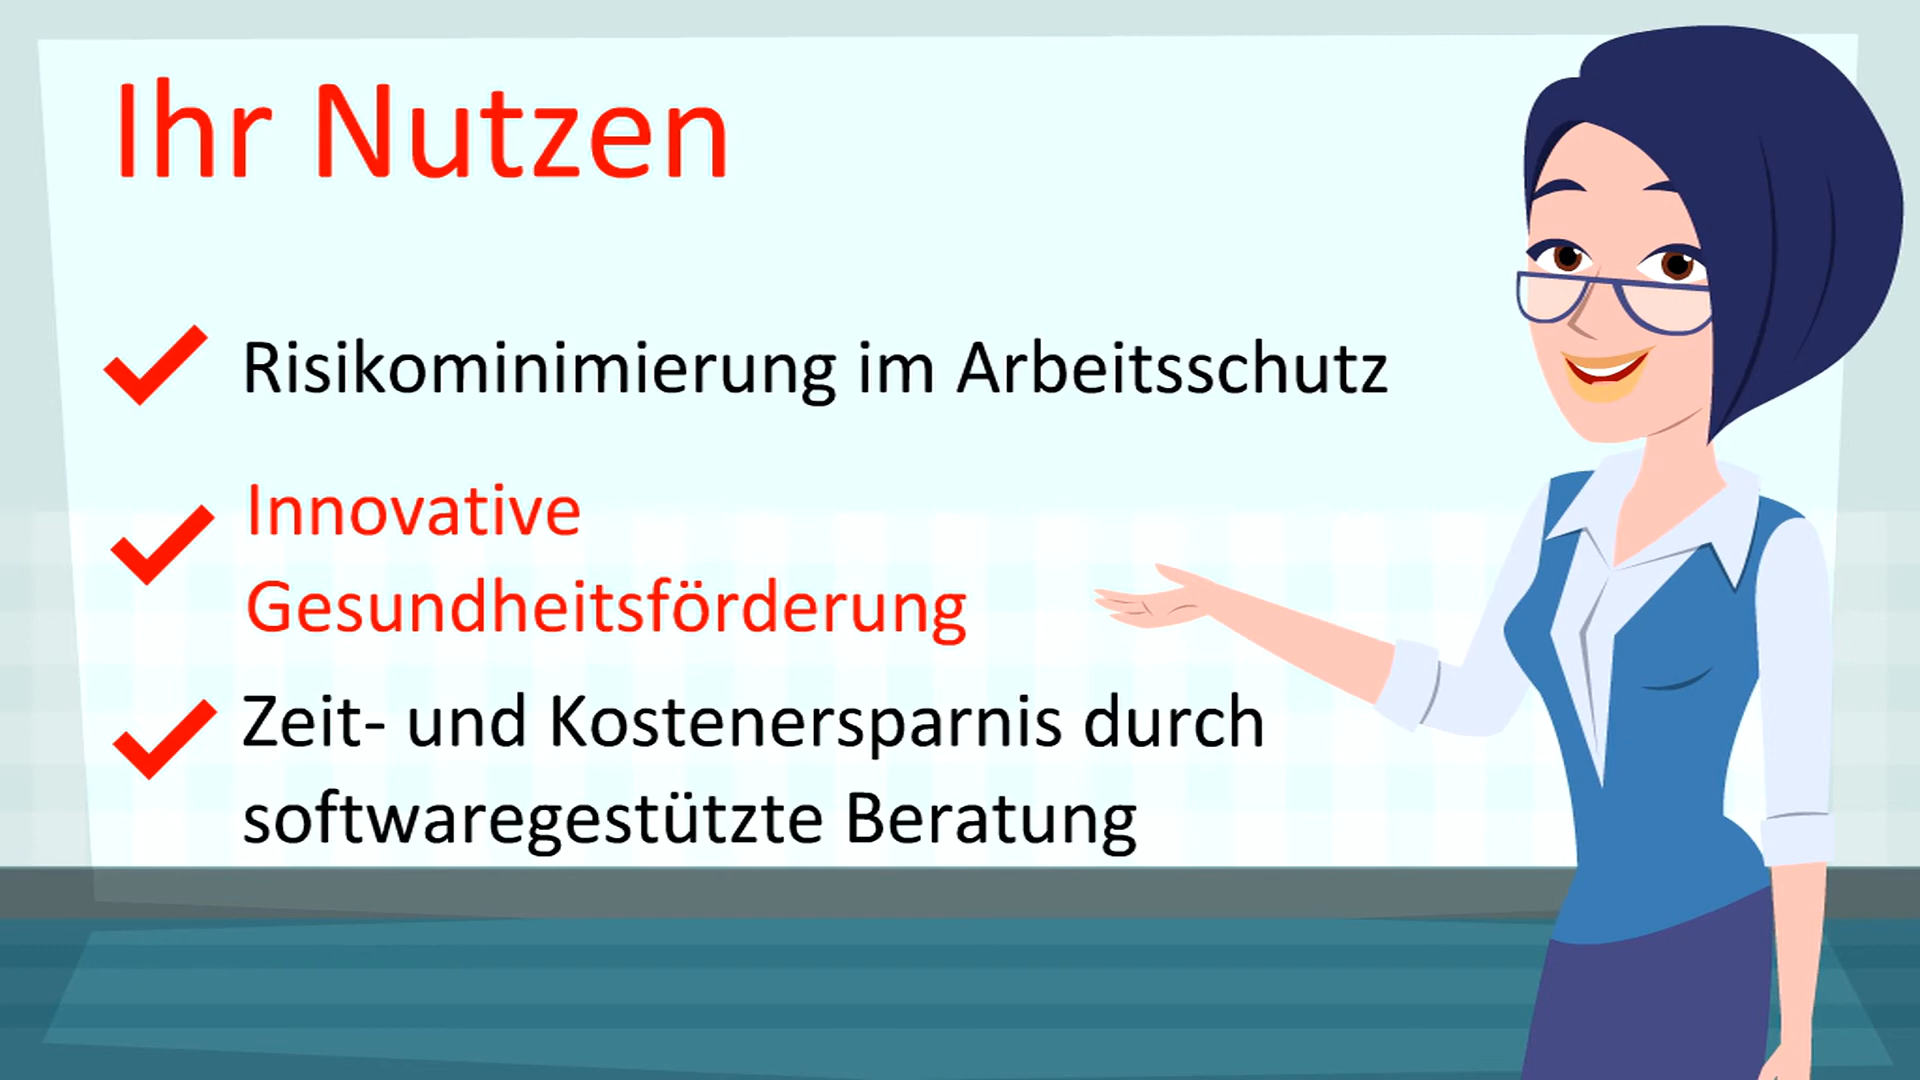 Ihr Nutzen
Risikominimierung im Arbeitsschutz
Innovative
Gesundheitsförderung
Zeit- und Kostenersparnis durch
softwaregestützte Beratung